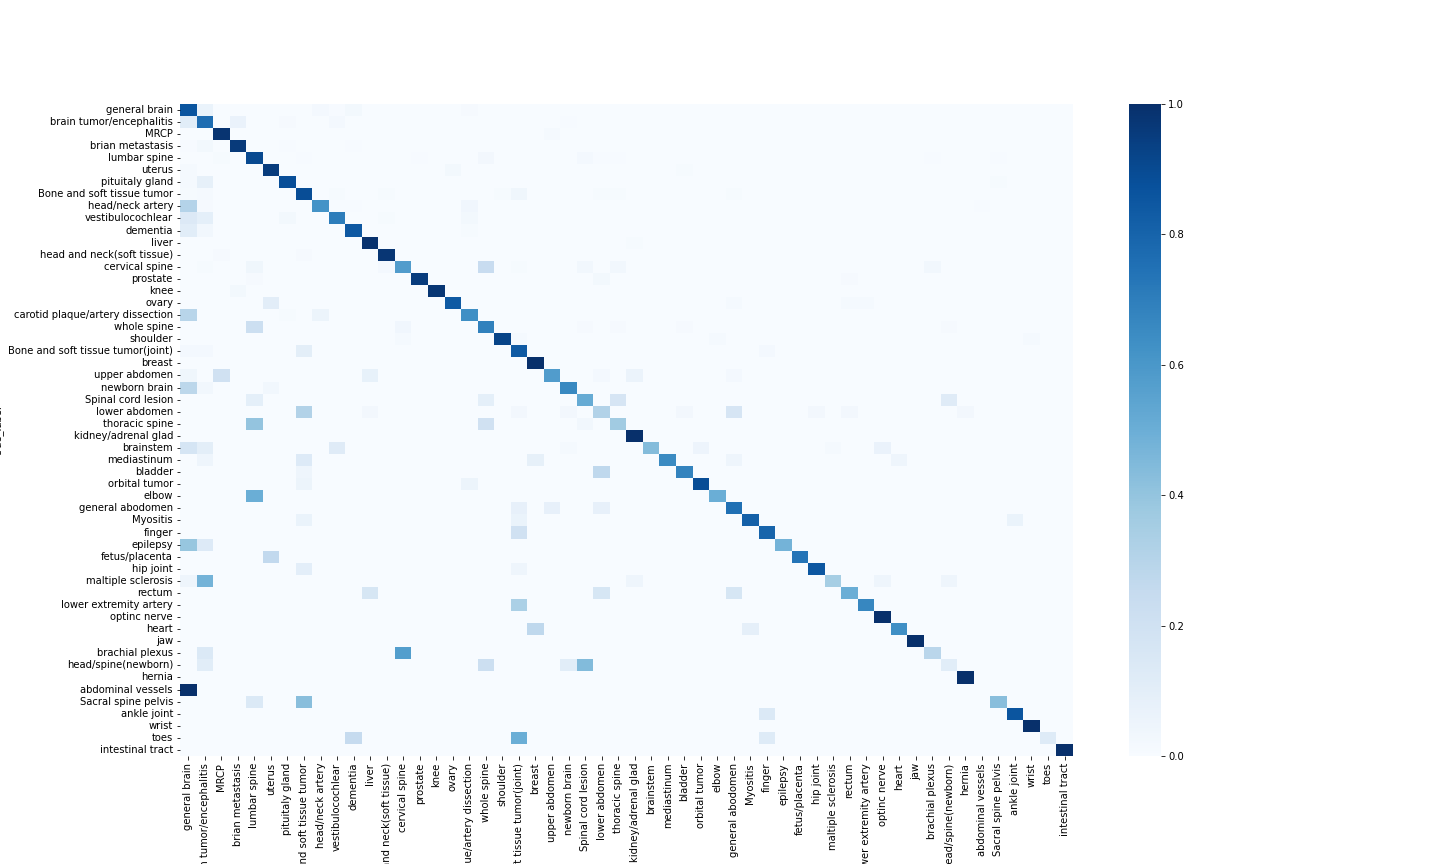 general brain
brain tumor/encephalitis
MRCP
brian metastasis
lumbar spine
uterus
pituitaly gland
Bone and soft tissue tumor
head/neck artery
vestibulocochlear
dementia
liver
head and neck(soft tissue)
cervical spine
prostate
knee
ovary
carotid plaque/artery dissection
whole spine
shoulder
Bone and soft tissue tumor(joint)
breast
upper abdomen
newborn brain
Spinal cord lesion
lower abdomen
thoracic spine
kidney/adrenal glad
brainstem
mediastinum
bladder
orbital tumor
elbow
general abodomen
Myositis
finger
epilepsy
fetus/placenta
hip joint
maltiple sclerosis
rectum
lower extremity artery
optinc nerve
heart
jaw
brachial plexus
head/spine(newborn)
hernia
abdominal vessels
Sacral spine pelvis
ankle joint
wrist
toes
intestinal tract
general brain
tumor/encephalitis
MRCP
brian metastasis
lumbar spine
uterus
pituitaly gland
soft tissue tumor
head/neck artery
vestibulocochlear
dementia
liver
neck(soft tissue)
cervical spine
prostate
knee
ovary
dissection
whole spine
shoulder
tissue tumor(joint)
breast
upper abdomen
newborn brain
Spinal cord lesion
lower abdomen
thoracic spine
kidney/adrenal glad
brainstem
mediastinum
bladder
orbital tumor
elbow
general abodomen
Myositis
finger
epilepsy
fetus/placenta
hip joint
maltiple sclerosis
rectum
extremity artery
optinc nerve
heart
jaw
brachial plexus
head/spine(newborn)
hernia
abdominal vessels
Sacral spine pelvis
ankle joint
wrist
toes
intestinal tract
1.0
0.8
0.6
0.4
0.2
0.0